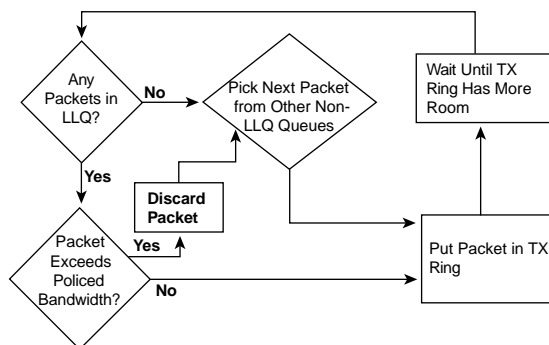 Any
Packets in
LLQ?
No
Pick Next Packet
from Other Non-
LLQ Queues
Wait Until TX
Ring Has More
Room
Yes
Discard
Packet
Packet
Exceeds
Policed
Bandwidth?
Yes
No
Put Packet in TX
Ring